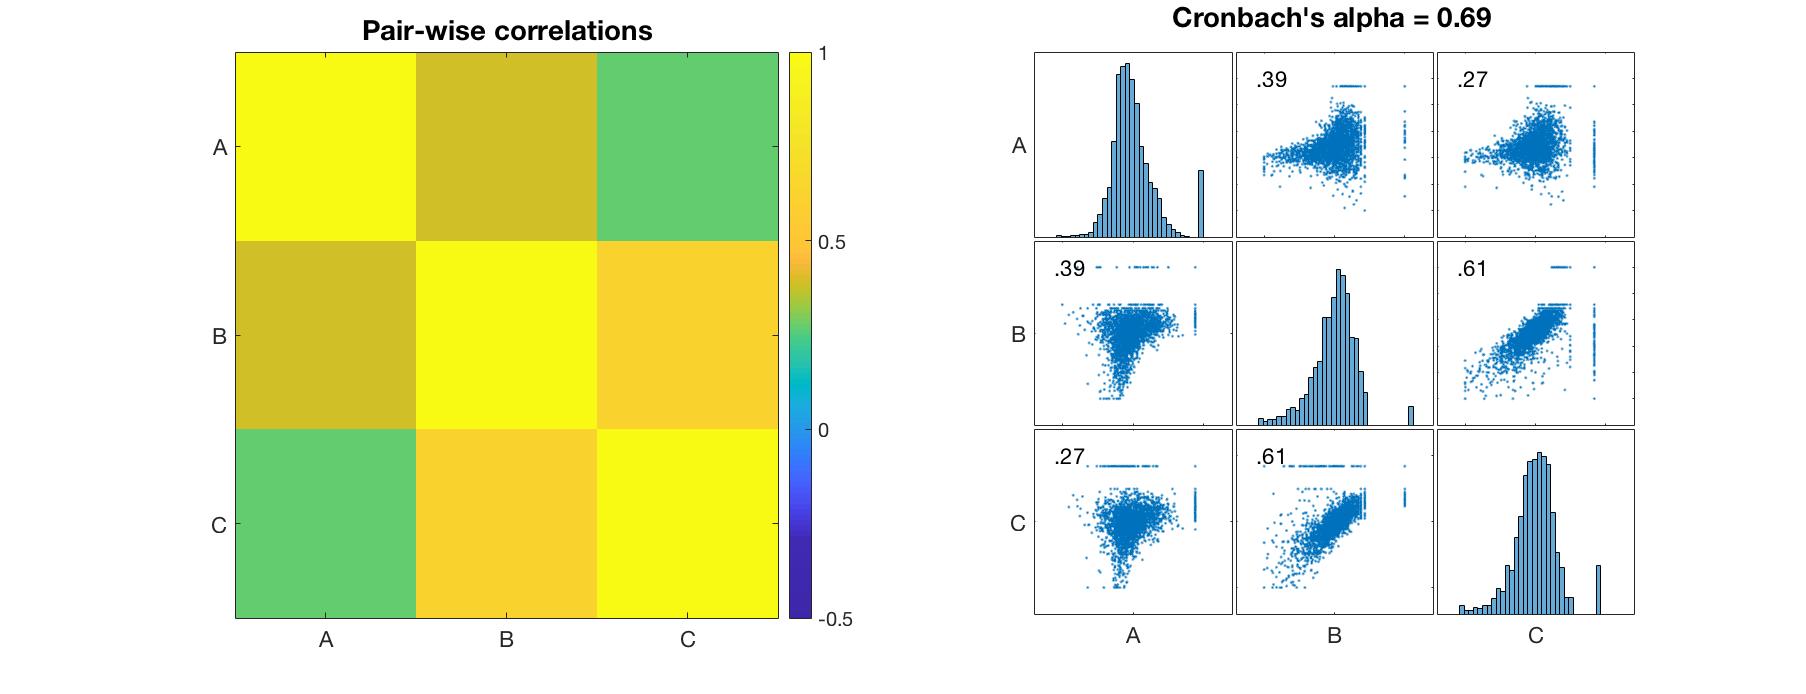 Pair-wise correlations
A
B
C
A
B
C
1
0.5
0
-0.5
Cronbach's alpha = 0.69
A
.39
.27
B
.39
.61
C
.27
.61
A
B
C